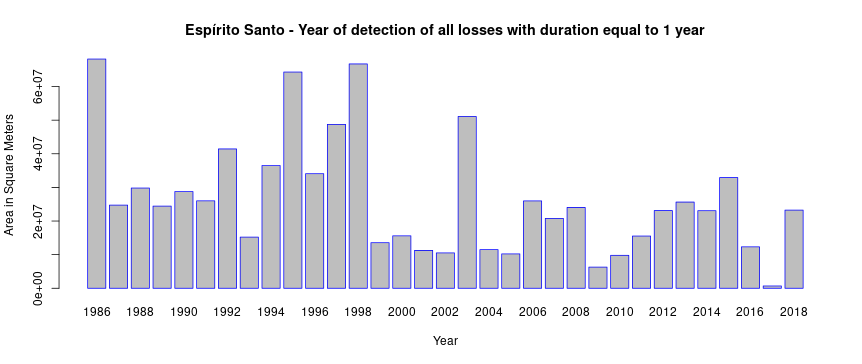 Espírito Santo - Year of detection of all losses with duration equal to 1 year
Area in Square Meters
6e+07
4e+07
2e+07
0e+00
1986 1988 1990 1992 1994 1996 1998 2000 2002 2004 2006 2008 2010 2012 2014 2016 2018
Year